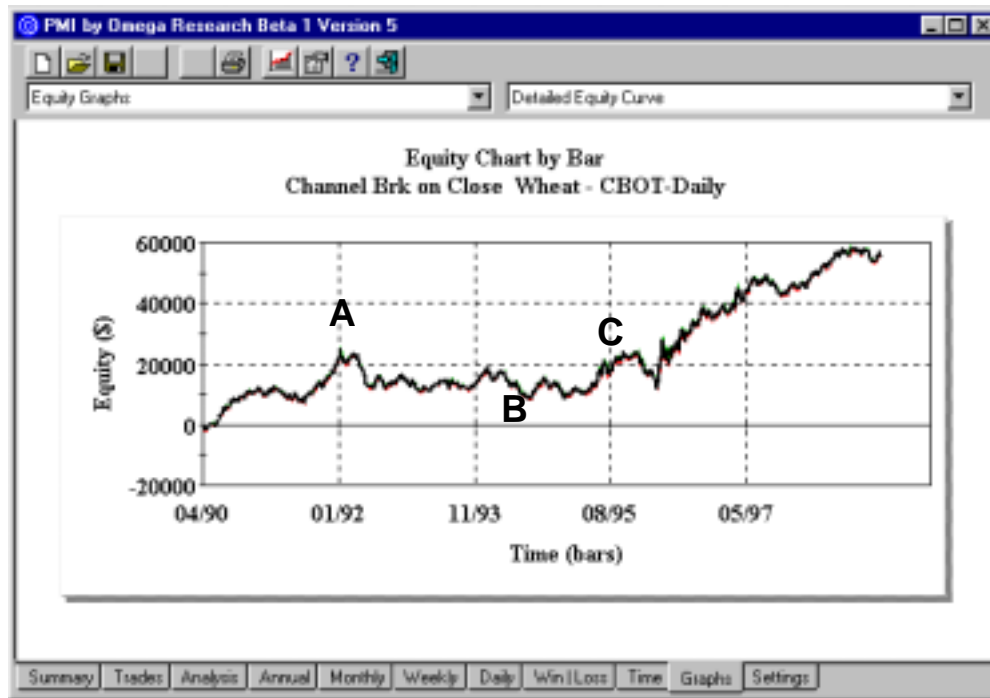 PMI by Omega Research Beta 1 Version 5
?
Equity Graphs
Detailed Equity Curve
Equity Chart by Bar
Channel Brk on Close Wheat - CBOT-Daily
60000
40000
20000
0
-20000
Equity ($)
A
B
C
04/90 01/92 11/93 08/95 05/97
Time (bars)
Summary Trades Analysis Annual Monthly Weekly Daily Win|Loss Time Graphs Settings